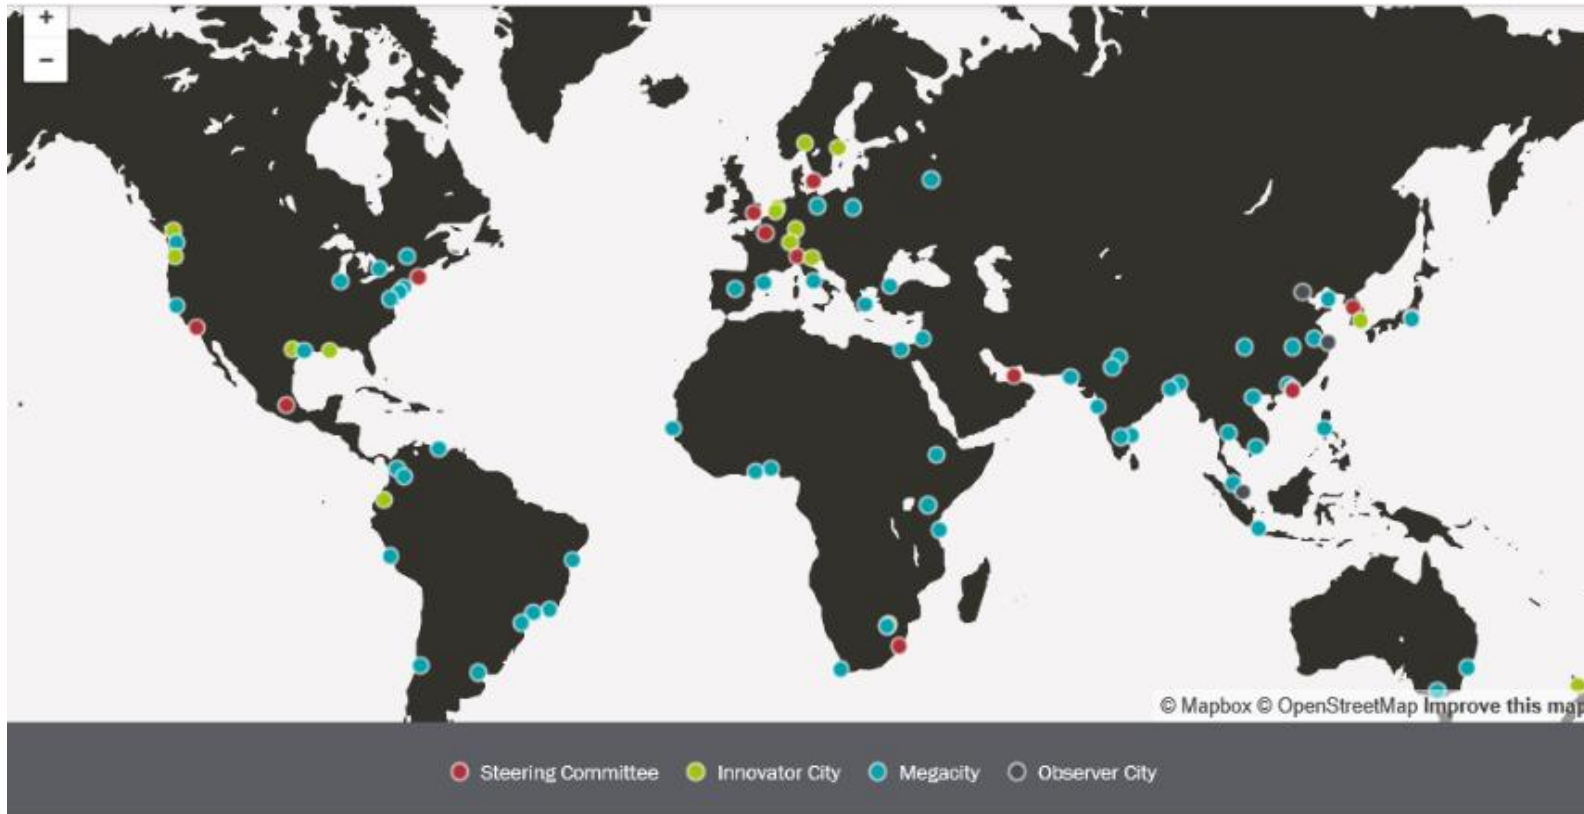 +
−
© Mapbox © OpenStreetMap Improve this map
Steering Committee Innovator City Megacity Observer City